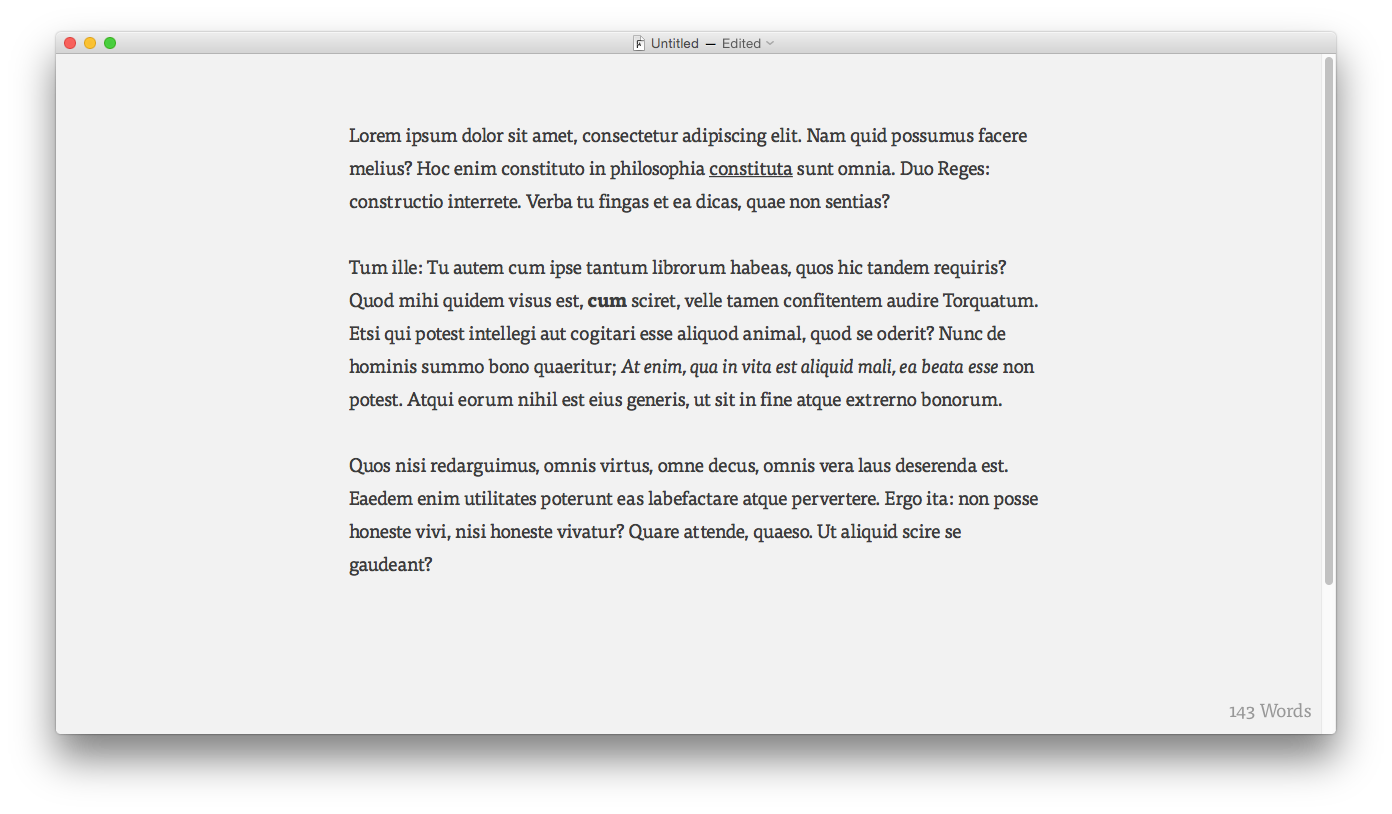 Untitled — Edited
Lorem ipsum dolor sit amet, consectetur adipiscing elit. Nam quid possumus facere
melius? Hoc enim constituto in philosophia constituta sunt omnia. Duo Reges:
constructio interrete. Verba tu fingas et ea dicas, quae non sentias?
Tum ille: Tu autem cum ipse tantum librorum habeas, quos hic tandem requiris?
Quod mihi quidem visus est, cum sciret, velle tamen confitentem audire Torquatum.
Etsi qui potest intellegi aut cogitari esse aliquod animal, quod se oderit? Nunc de
hominis summo bono quaeritur; At enim, qua in vita est aliquid mali, ea beata esse non
potest. Atqui eorum nihil est eius generis, ut sit in fine atque extrerno bonorum.
Quos nisi redarguimus, omnis virtus, omne decus, omnis vera laus deserenda est.
Eaedem enim utilitates poterunt eas labefactare atque pervertere. Ergo ita: non posse
honeste vivi, nisi honeste vivatur? Quare attende, quaeso. Ut aliquid scire se
gaudeant?
143 Words